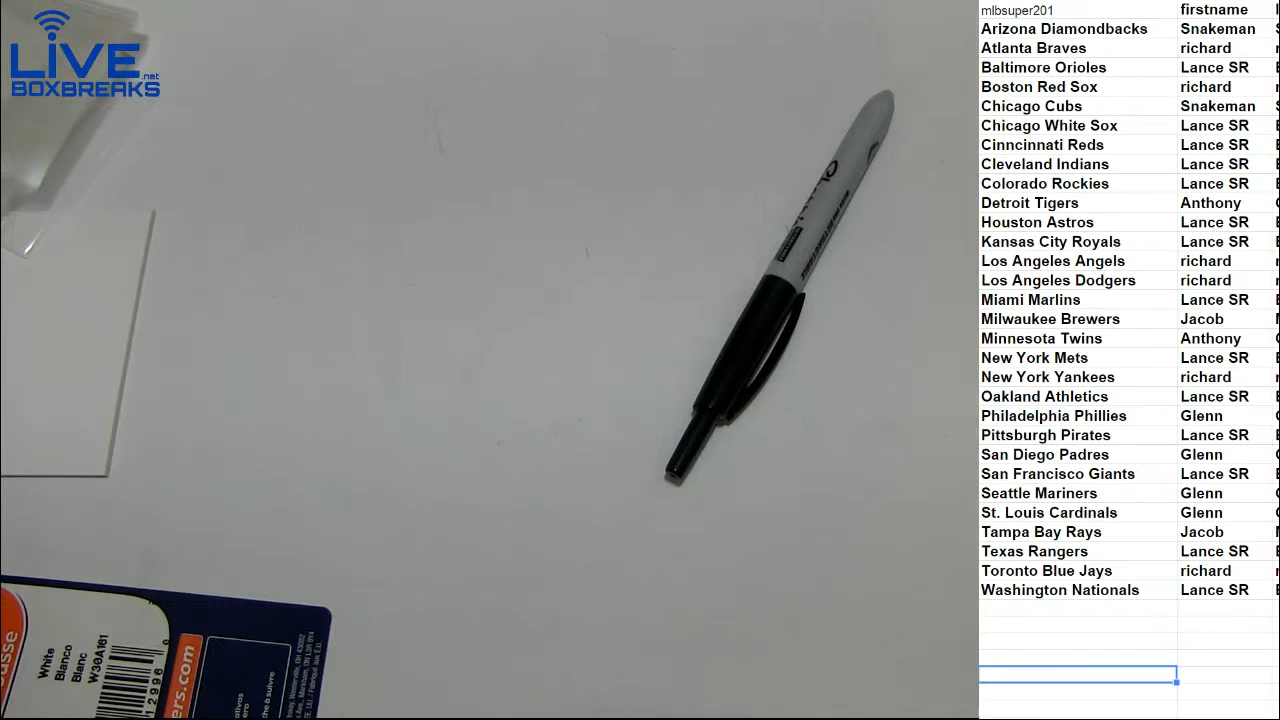 LIVE.net
BOXBREAKS
mlbsuper201 firstname
Arizona Diamondbacks Snakeman
Atlanta Braves richard
Baltimore Orioles Lance SR
Boston Red Sox richard
Chicago Cubs Snakeman
Chicago White Sox Lance SR
Cinncinnati Reds Lance SR
Cleveland Indians Lance SR
Colorado Rockies Lance SR
Detroit Tigers Anthony
Houston Astros Lance SR
Kansas City Royals Lance SR
Los Angeles Angels richard
Los Angeles Dodgers richard
Miami Marlins Lance SR
Milwaukee Brewers Jacob
Minnesota Twins Anthony
New York Mets Lance SR
New York Yankees richard
Oakland Athletics Lance SR
Philadelphia Phillies Glenn
Pittsburgh Pirates Lance SR
San Diego Padres Glenn
San Francisco Giants Lance SR
Seattle Mariners Glenn
St. Louis Cardinals Glenn
Tampa Bay Rays Jacob
Texas Rangers Lance SR
Toronto Blue Jays richard
Washington Nationals Lance SR
White
Blanco
Blanc
W30A161
12996
0
ers.com